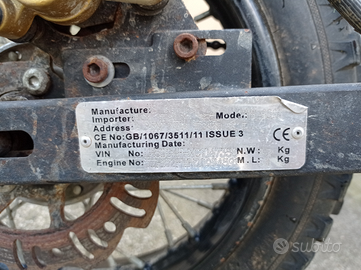 Manufacture:
Importer: Model:
Address:
CE No:GB/1067/3511/11 ISSUE 3 CE
Manufacturing Date:
VIN No: N.W: Kg
Engine No: M.L: Kg
subito